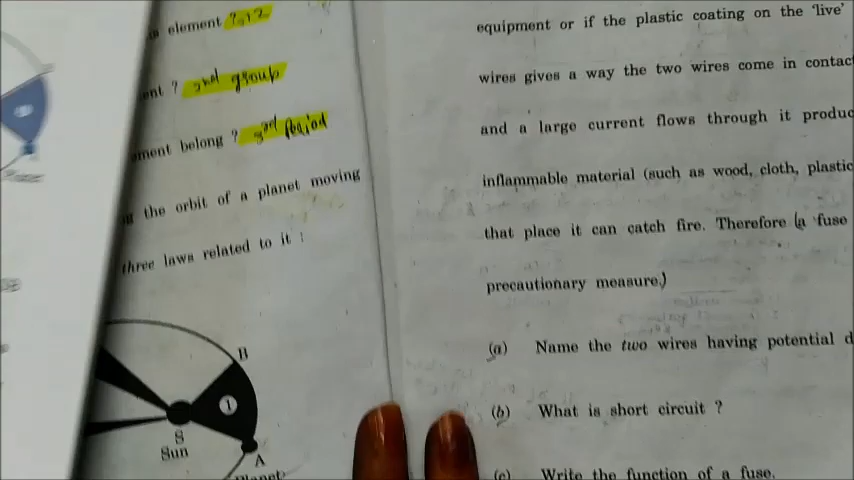 element ? 2,1 2
ent ? 2nd group
ment belong ? 3rd Period
the orbit of a planet moving
three laws related to it :
B
1
S
Sun
A
equipment or if the plastic coating on the 'live'
wires gives a way the two wires come in contac
and a large current flows through it produc
inflammable material (such as wood, cloth, plastic
that place it can catch fire. Therefore (a 'fuse
precautionary measure.)
(a) Name the two wires having potential d
(b) What is short circuit ?
(c) Write the function of a fuse.